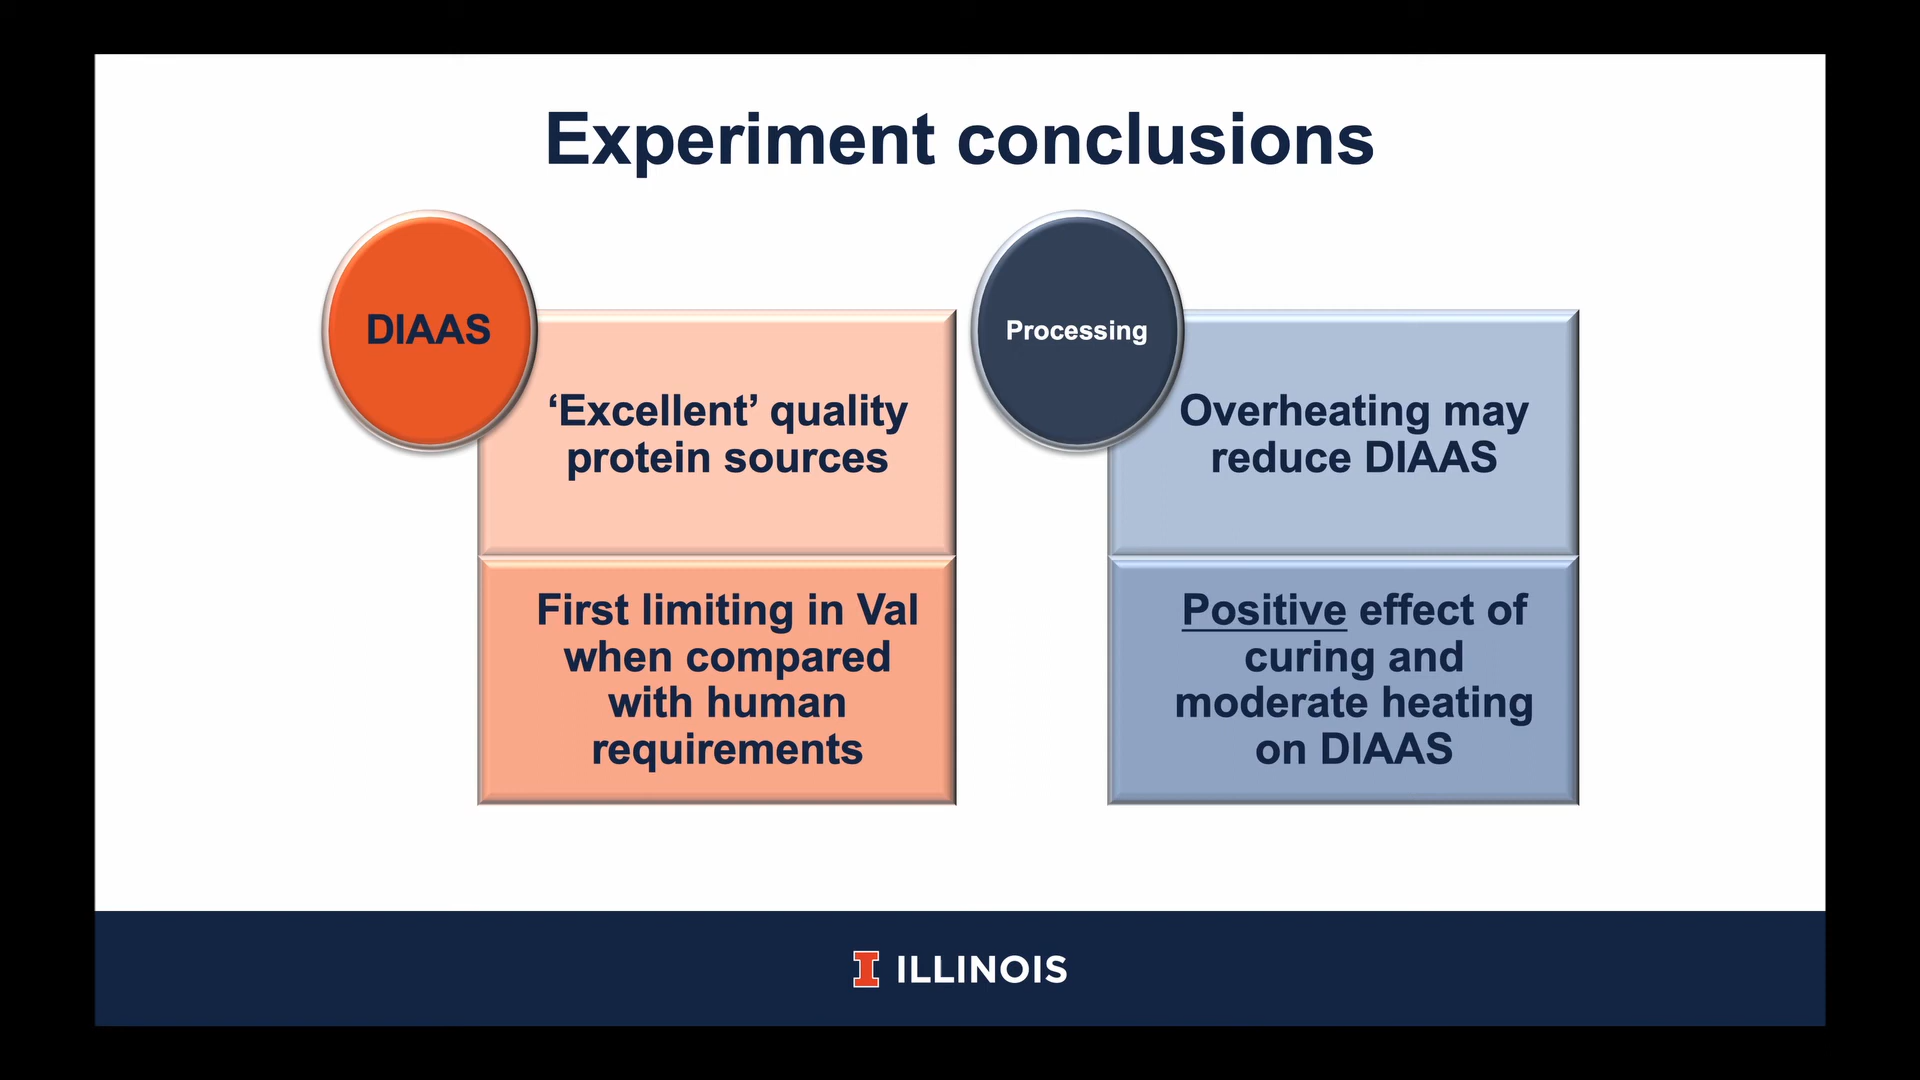 Experiment conclusions
DIAAS
‘Excellent’ quality
protein sources
First limiting in Val
when compared
with human
requirements
Processing
Overheating may
reduce DIAAS
Positive effect of
curing and
moderate heating
on DIAAS
I ILLINOIS